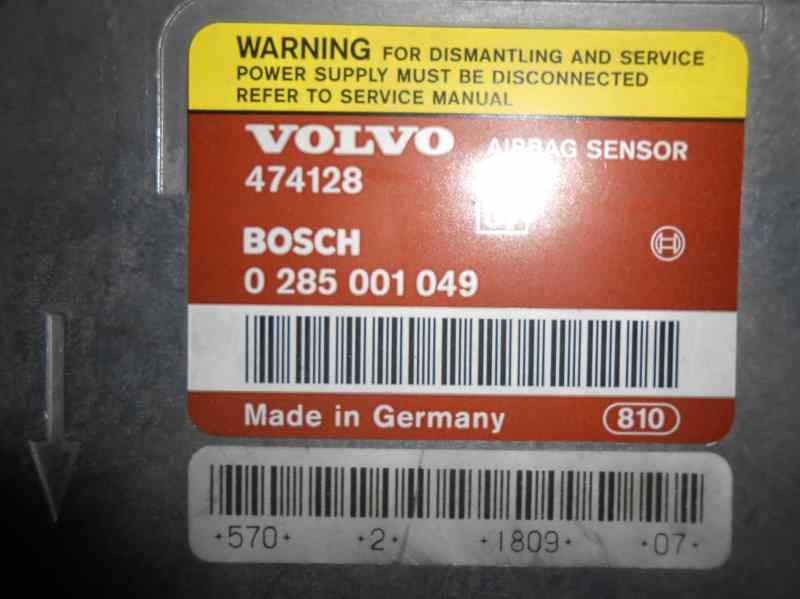 WARNING FOR DISMANTLING AND SERVICE
POWER SUPPLY MUST BE DISCONNECTED
REFER TO SERVICE MANUAL
VOLVO AIRBAG SENSOR
474128
BOSCH
0 285 001 049
Made in Germany 810
*570* *2* *1809* *07*